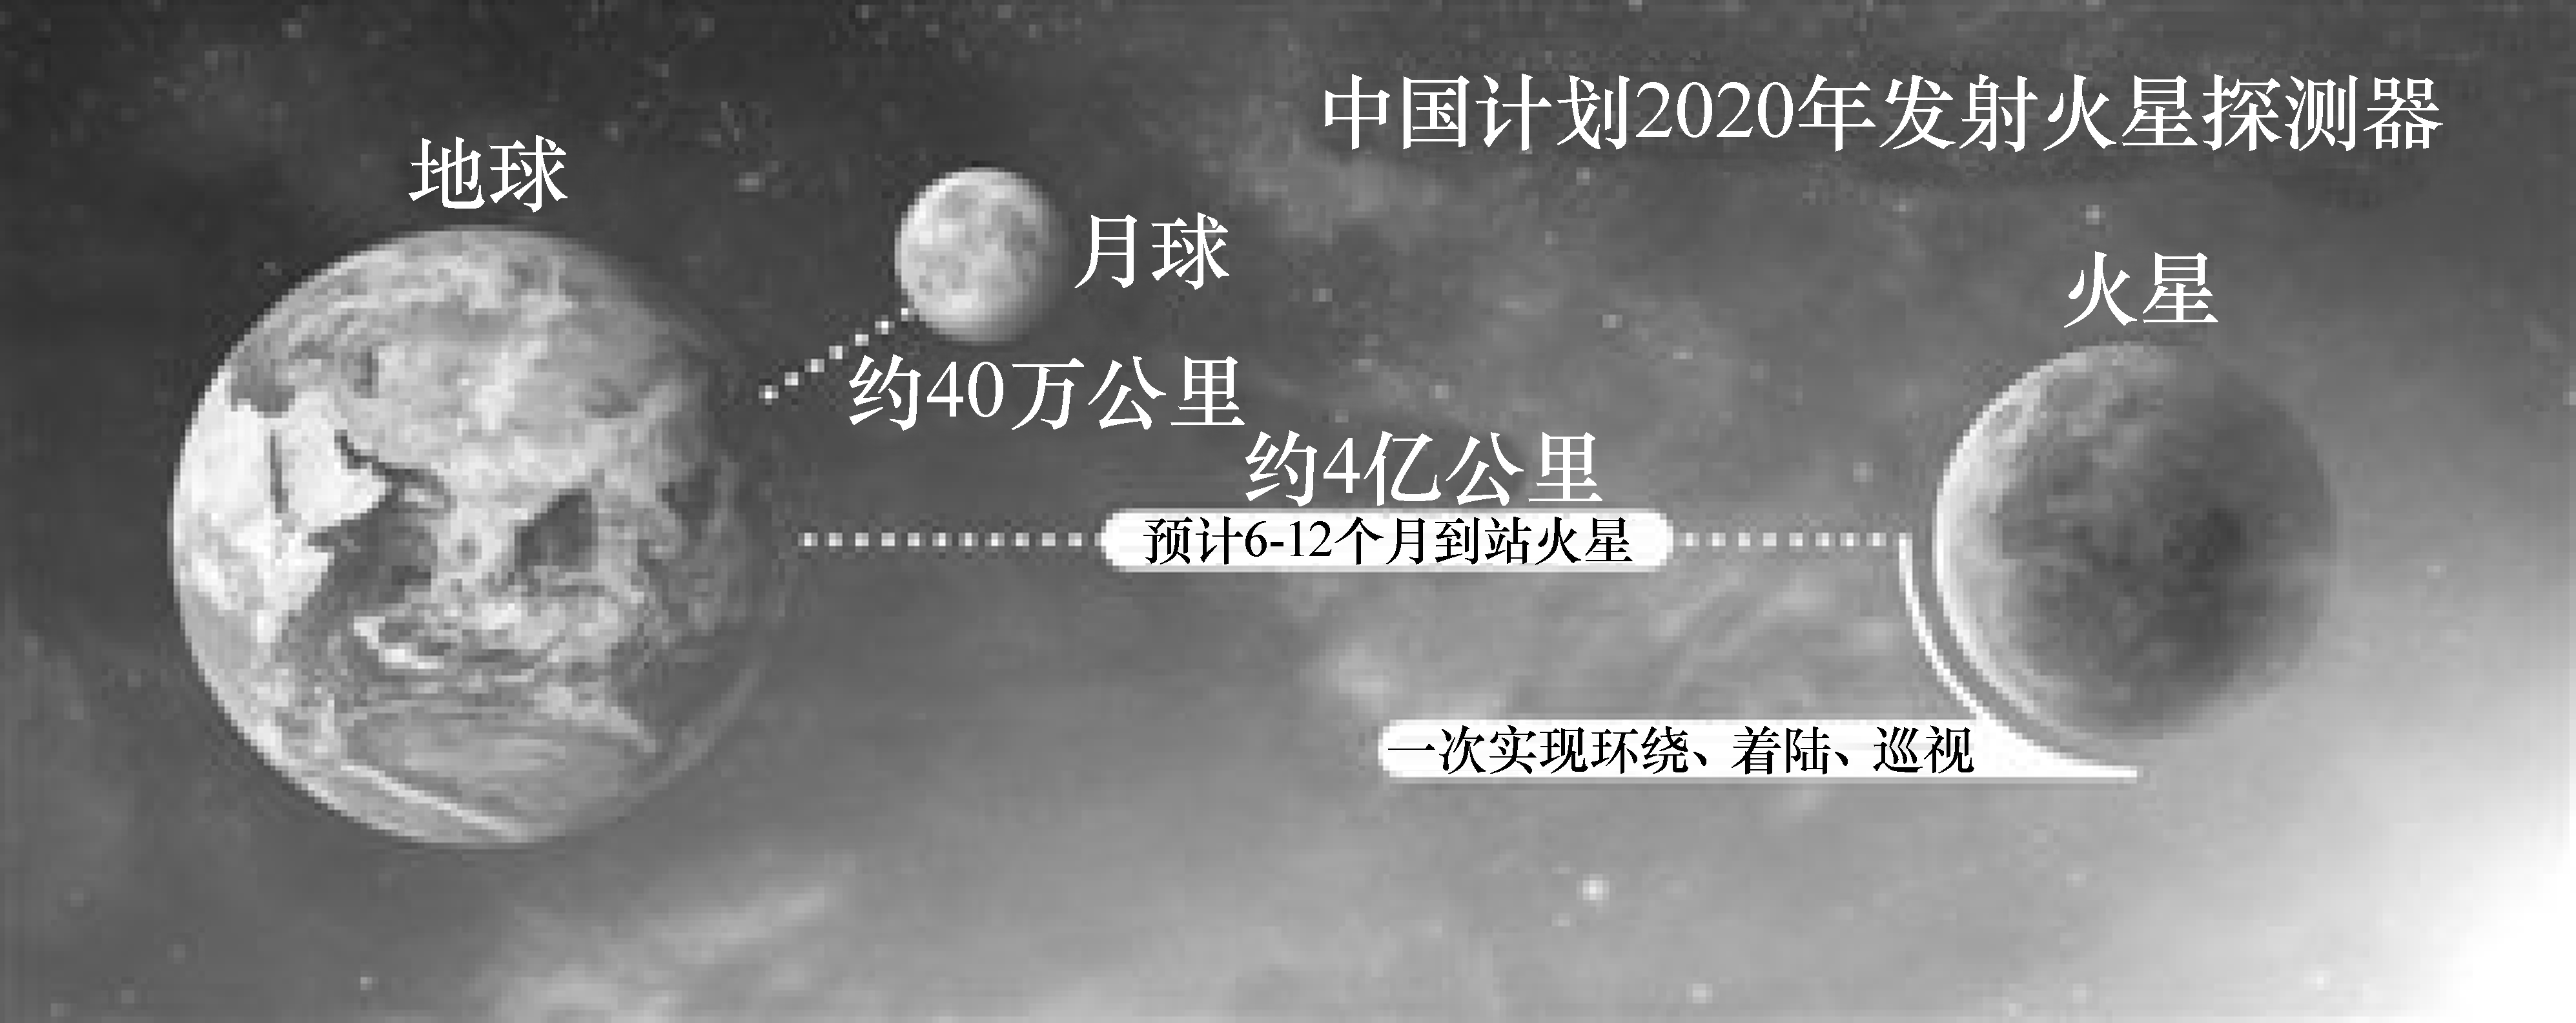 中国计划2020年发射火星探测器
地球
月球
火星
约40万公里
约4亿公里
预计6-12个月到站火星
一次实现环绕、着陆、巡视